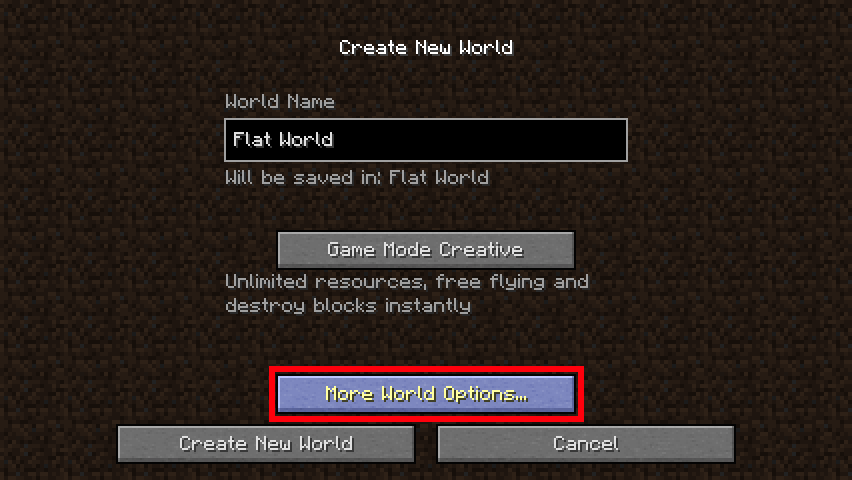 Create New World
World Name
Flat World
Will be saved in: Flat World
Game Mode Creative
Unlimited resources, free flying and
destroy blocks instantly
More World Options...
Create New World
Cancel